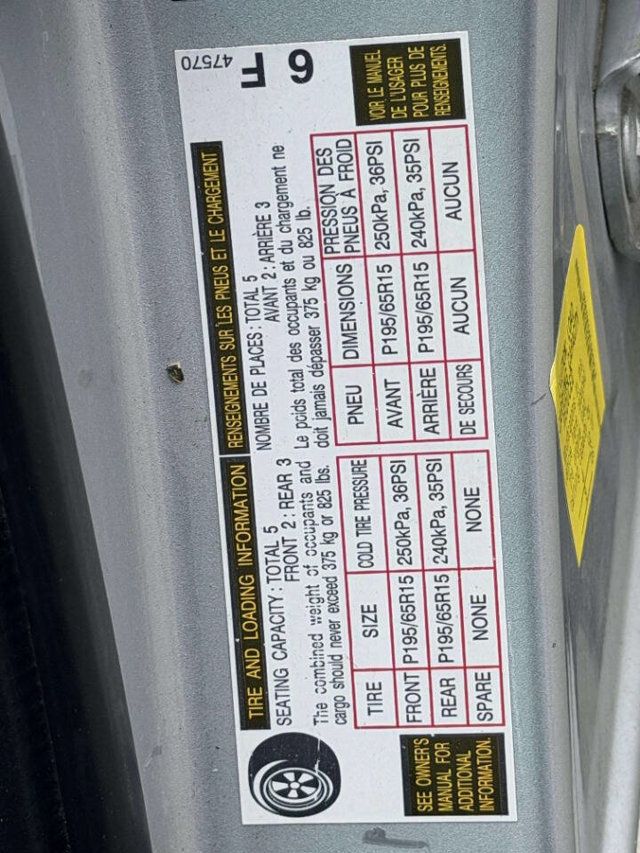 TIRE AND LOADING INFORMATION
SEATING CAPACITY : TOTAL 5
FRONT 2 : REAR 3
The combined weight of occupants and
cargo should never exceed 375 kg or 825 lbs.
TIRE SIZE COLD TIRE PRESSURE
FRONT P195/65R15 250kPa, 36PSI
REAR P195/65R15 240kPa, 35PSI
SPARE NONE NONE
SEE OWNER'S
MANUAL FOR
ADDITIONAL
INFORMATION.
RENSEIGNEMENTS SUR LES PNEUS ET LE CHARGEMENT
NOMBRE DE PLACES : TOTAL 5
AVANT 2 : ARRIÈRE 3
Le poids total des occupants et du chargement ne
doit jamais dépasser 375 kg ou 825 lb.
PNEU DIMENSIONS PRESSION DES
PNEUS À FROID
AVANT P195/65R15 250kPa, 36PSI
ARRIÈRE P195/65R15 240kPa, 35PSI
DE SECOURS AUCUN AUCUN
VOIR LE MANUEL
DE L'USAGER
POUR PLUS DE
RENSEIGNEMENTS.
47570
F
6